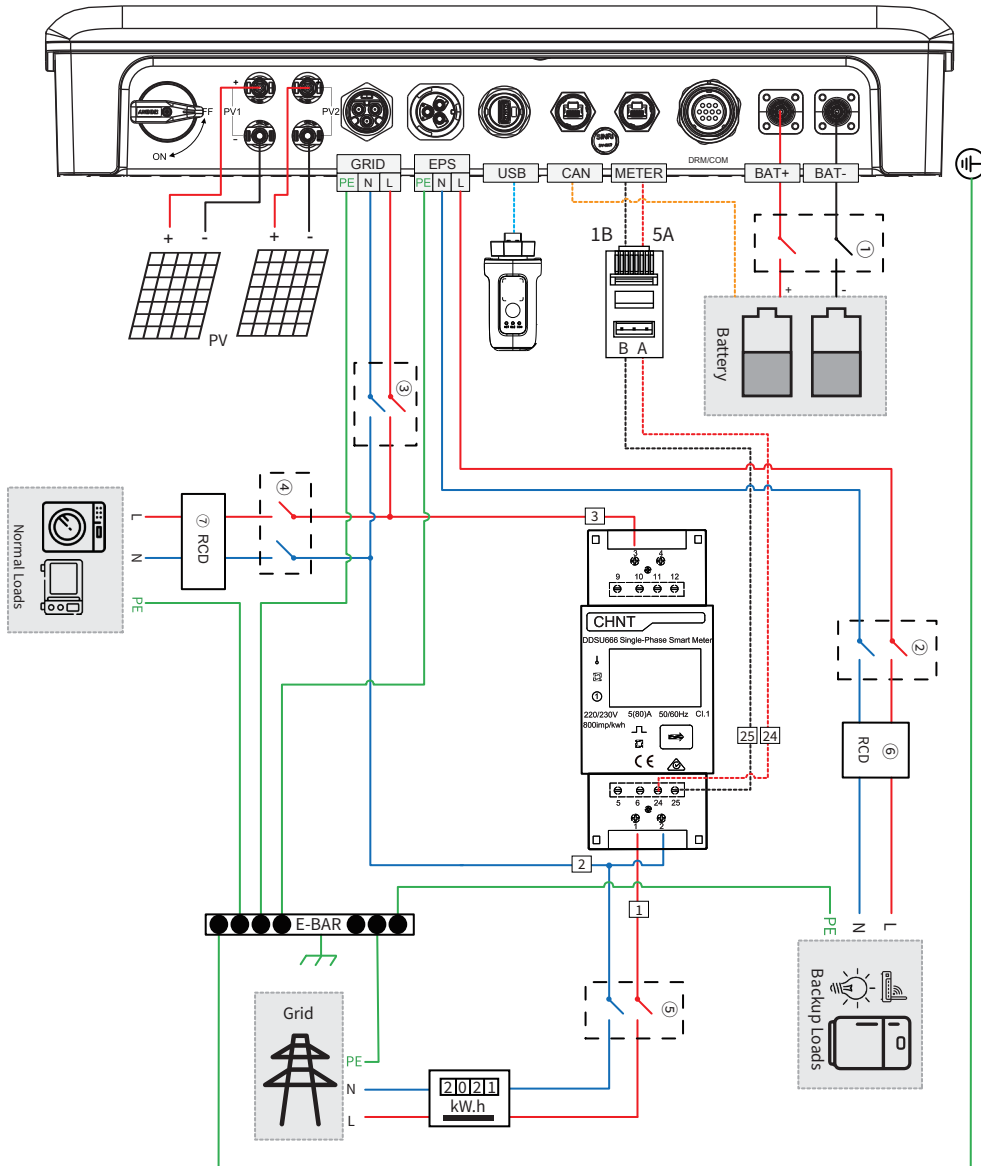 +
FF
PV1
PV2
-
ON
DRM/COM
GRID
EPS
USB
CAN
METER
BAT+
BAT-
PE N L
PE N L
+ - + -
PV
1B 5A
B A
①
+ -
Battery
③
④
L
N
PE
⑦ RCD
Normal Loads
3
3 4
9 10 11 12
CHNT
DDSU666 Single-Phase Smart Meter
1
220/230V 5(80)A 50/60Hz Cl.1
800imp/kwh
CE
5 6 24 25
1 2
25 24
②
⑥
RCD
2
1
E-BAR
PE
N
L
Backup Loads
⑤
Grid
PE
N
L
2021
kW.h